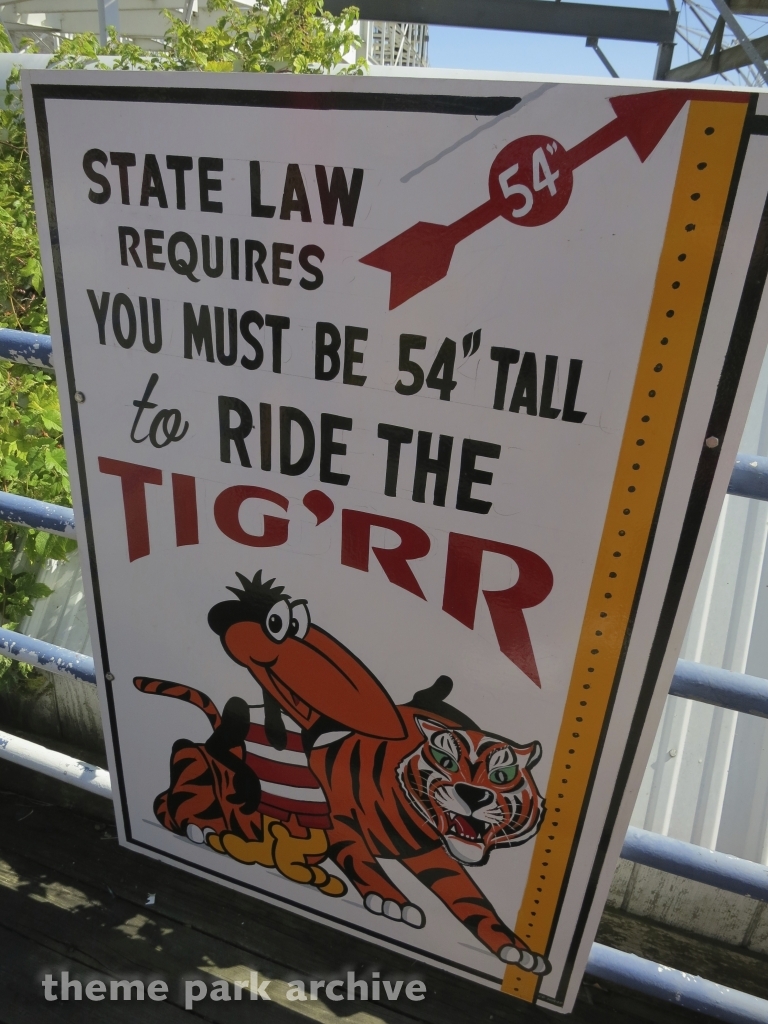 STATE LAW
54"
REQUIRES
YOU MUST BE 54" TALL
to RIDE THE
TIG'RR
theme park archive